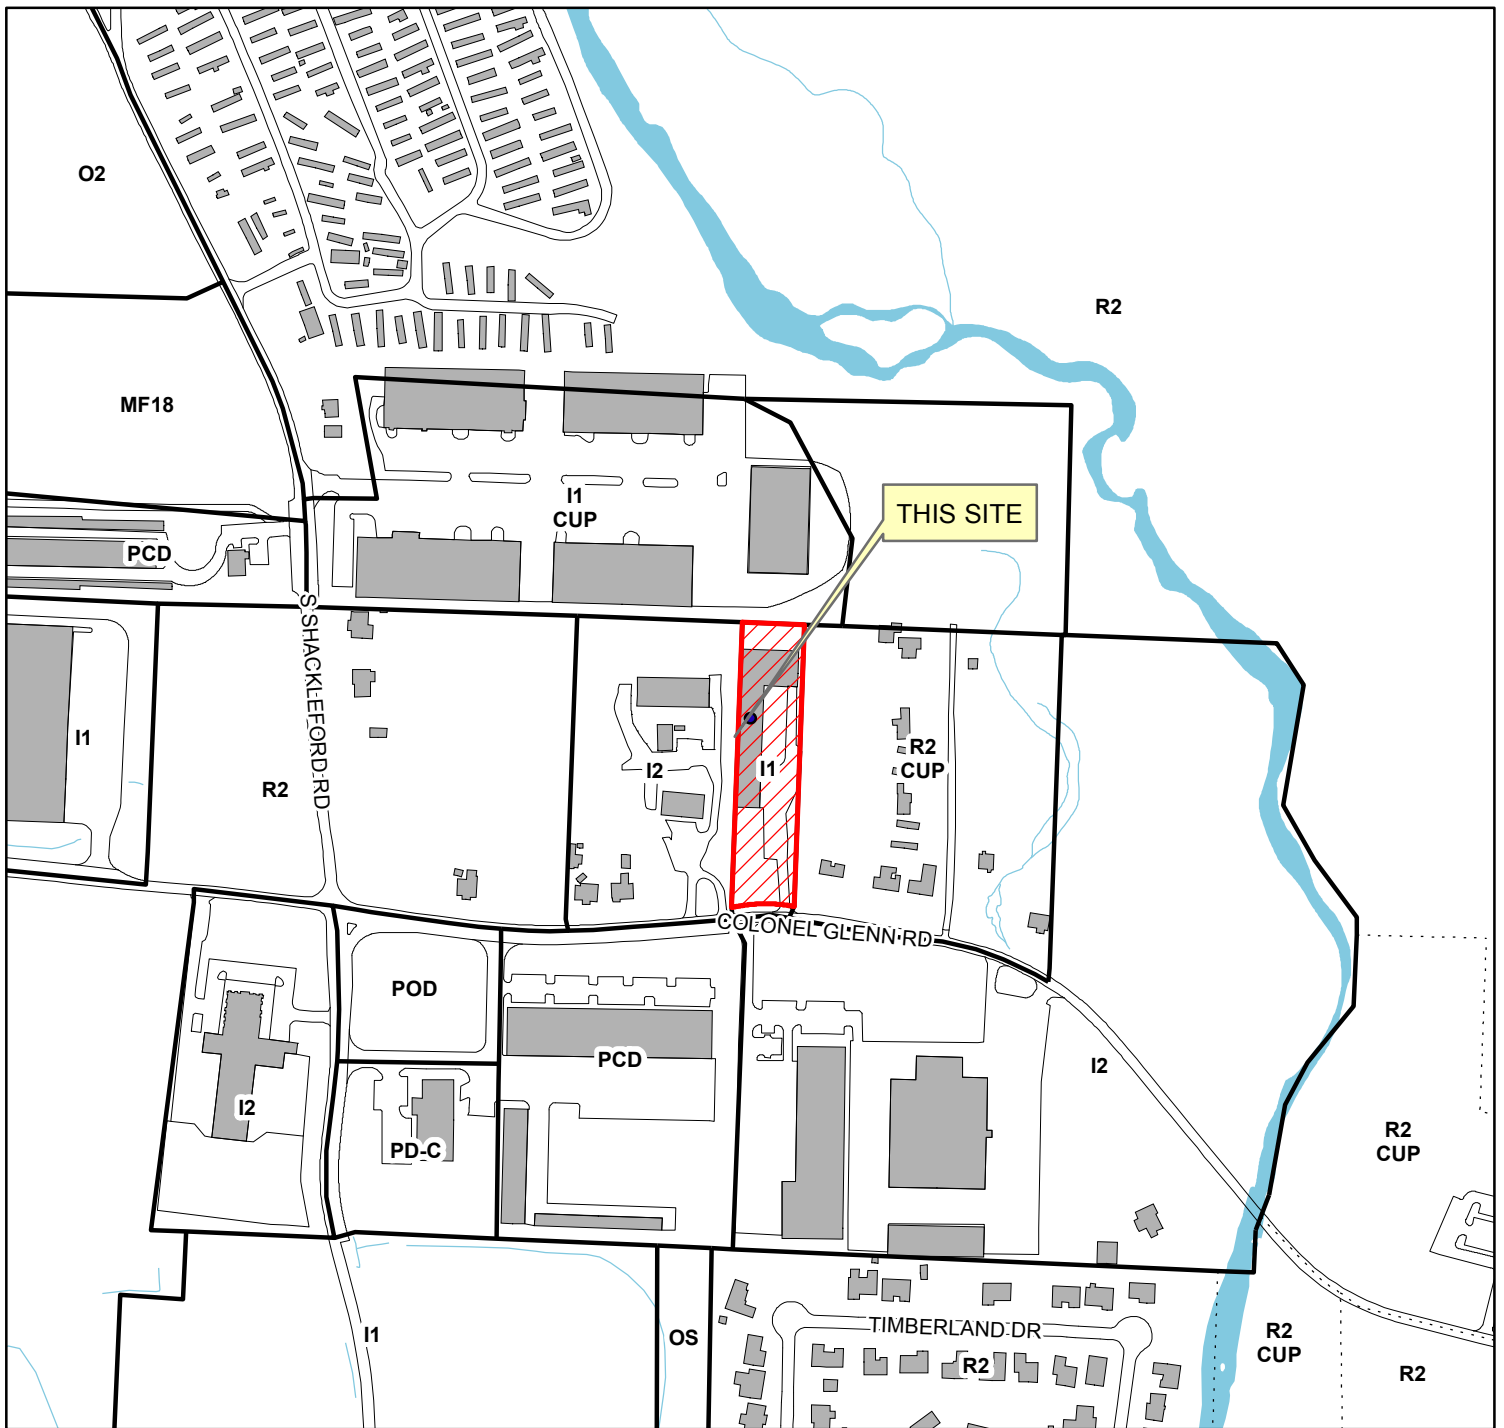 O2
R2
MF18
I1
CUP
THIS SITE
PCD
S SHACKLEFORD RD
I1
R2
I2
I1
R2
CUP
COLONEL GLENN RD
POD
PCD
I2
I2
PD-C
R2
CUP
I1
OS
TIMBERLAND DR
R2
R2
CUP
R2